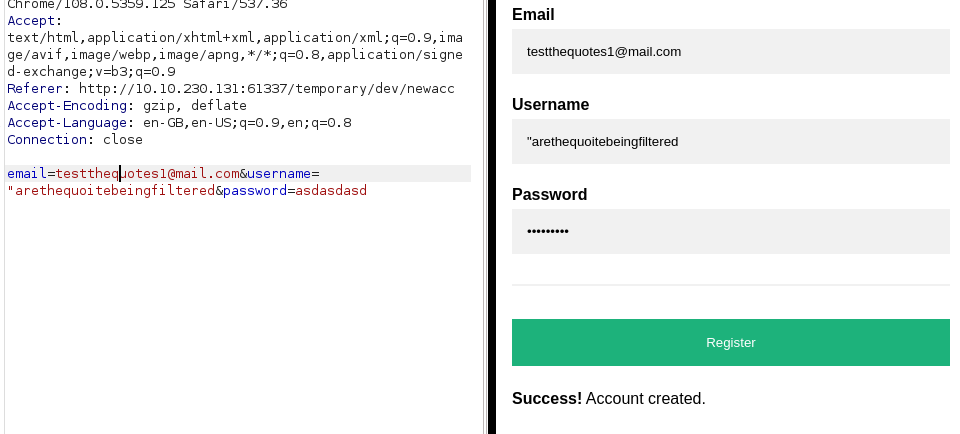 Chrome/108.0.5359.125 Safari/537.36
Accept:
text/html,application/xhtml+xml,application/xml;q=0.9,ima
ge/avif,image/webp,image/apng,*/*;q=0.8,application/signe
d-exchange;v=b3;q=0.9
Referer: http://10.10.230.131:61337/temporary/dev/newacc
Accept-Encoding: gzip, deflate
Accept-Language: en-GB,en-US;q=0.9,en;q=0.8
Connection: close
email=testthequotes1@mail.com&username=
"arethequoitebeingfiltered&password=asdasdasd
Email
testthequotes1@mail.com
Username
"arethequoitebeingfiltered
Password
•••••••••
Register
Success! Account created.